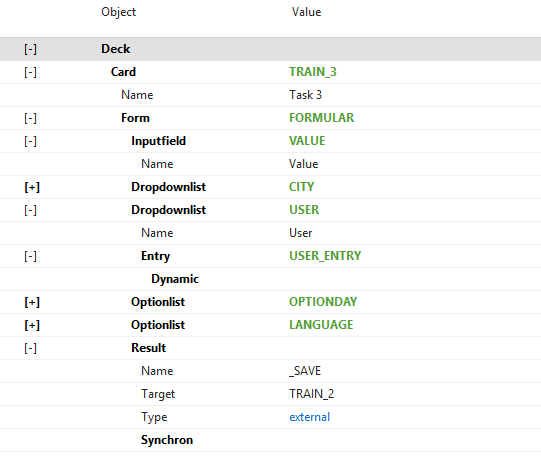 Object Value
[-] Deck
[-] Card TRAIN_3
Name Task 3
[-] Form FORMULAR
[-] Inputfield VALUE
Name Value
[+] Dropdownlist CITY
[-] Dropdownlist USER
Name User
[-] Entry USER_ENTRY
Dynamic
[+] Optionlist OPTIONDAY
[+] Optionlist LANGUAGE
[-] Result
Name _SAVE
Target TRAIN_2
Type external
Synchron